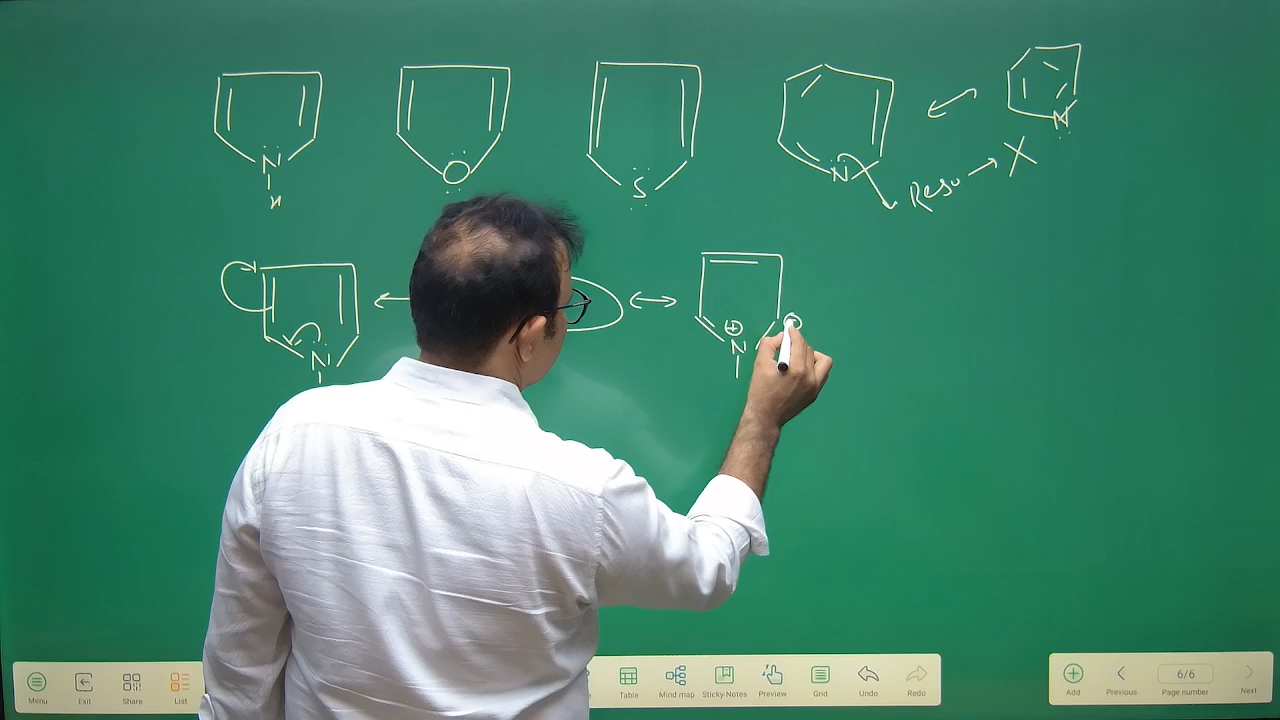 N
H
O
S
N
N
Reso → X
N
⊕
N
⊖
Menu
Exit
Share
List
Table
Mind map
Sticky-Notes
Preview
Grid
Undo
Redo
Add
Previous
6/6
Page number
Next